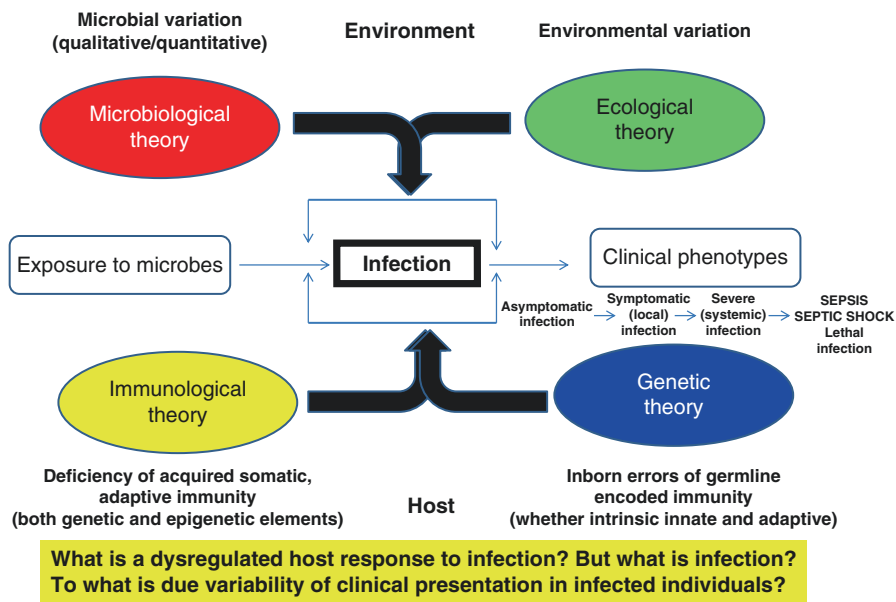 Microbial variation
(qualitative/quantitative)
Environment
Environmental variation
Microbiological
theory
Ecological
theory
Exposure to microbes
Infection
Clinical phenotypes
Asymptomatic
infection
Symptomatic
(local)
infection
Severe
(systemic)
infection
SEPSIS
SEPTIC SHOCK
Lethal
infection
Immunological
theory
Genetic
theory
Deficiency of acquired somatic,
adaptive immunity
(both genetic and epigenetic elements)
Host
Inborn errors of germline
encoded immunity
(whether intrinsic innate and adaptive)
What is a dysregulated host response to infection? But what is infection?
To what is due variability of clinical presentation in infected individuals?